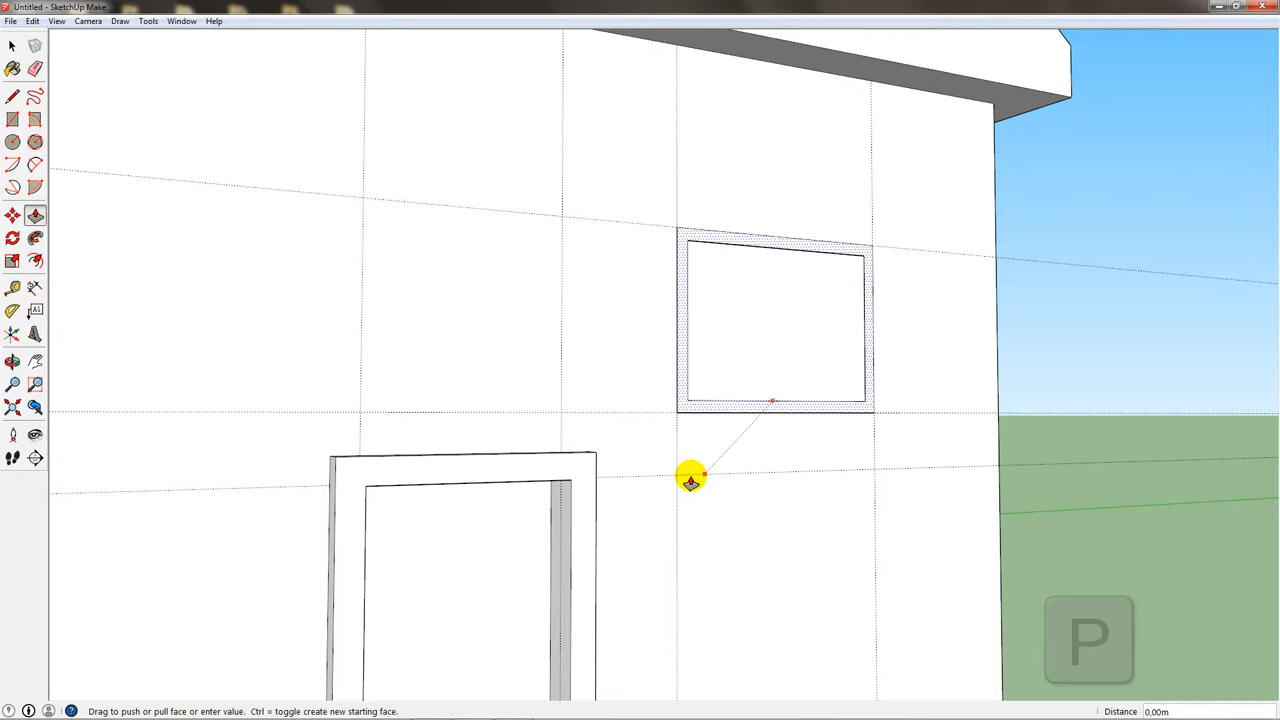 Untitled - SketchUp Make
File Edit View Camera Draw Tools Window Help
A1
P
Drag to push or pull face or enter value. Ctrl = toggle create new starting face.
Distance 0,00m